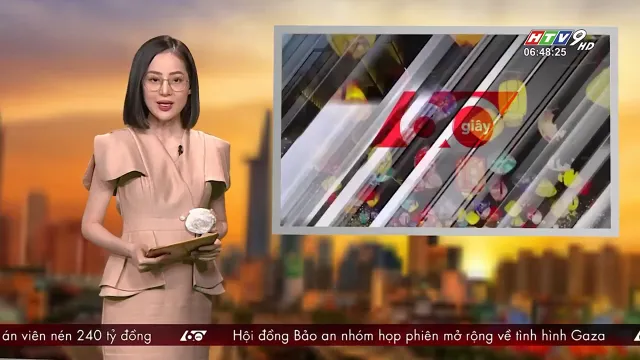 HTV9 HD
06:48:25
60 giây
án viên nén 240 tỷ đồng
60 Hội đồng Bảo an nhóm họp phiên mở rộng về tình hình Gaza